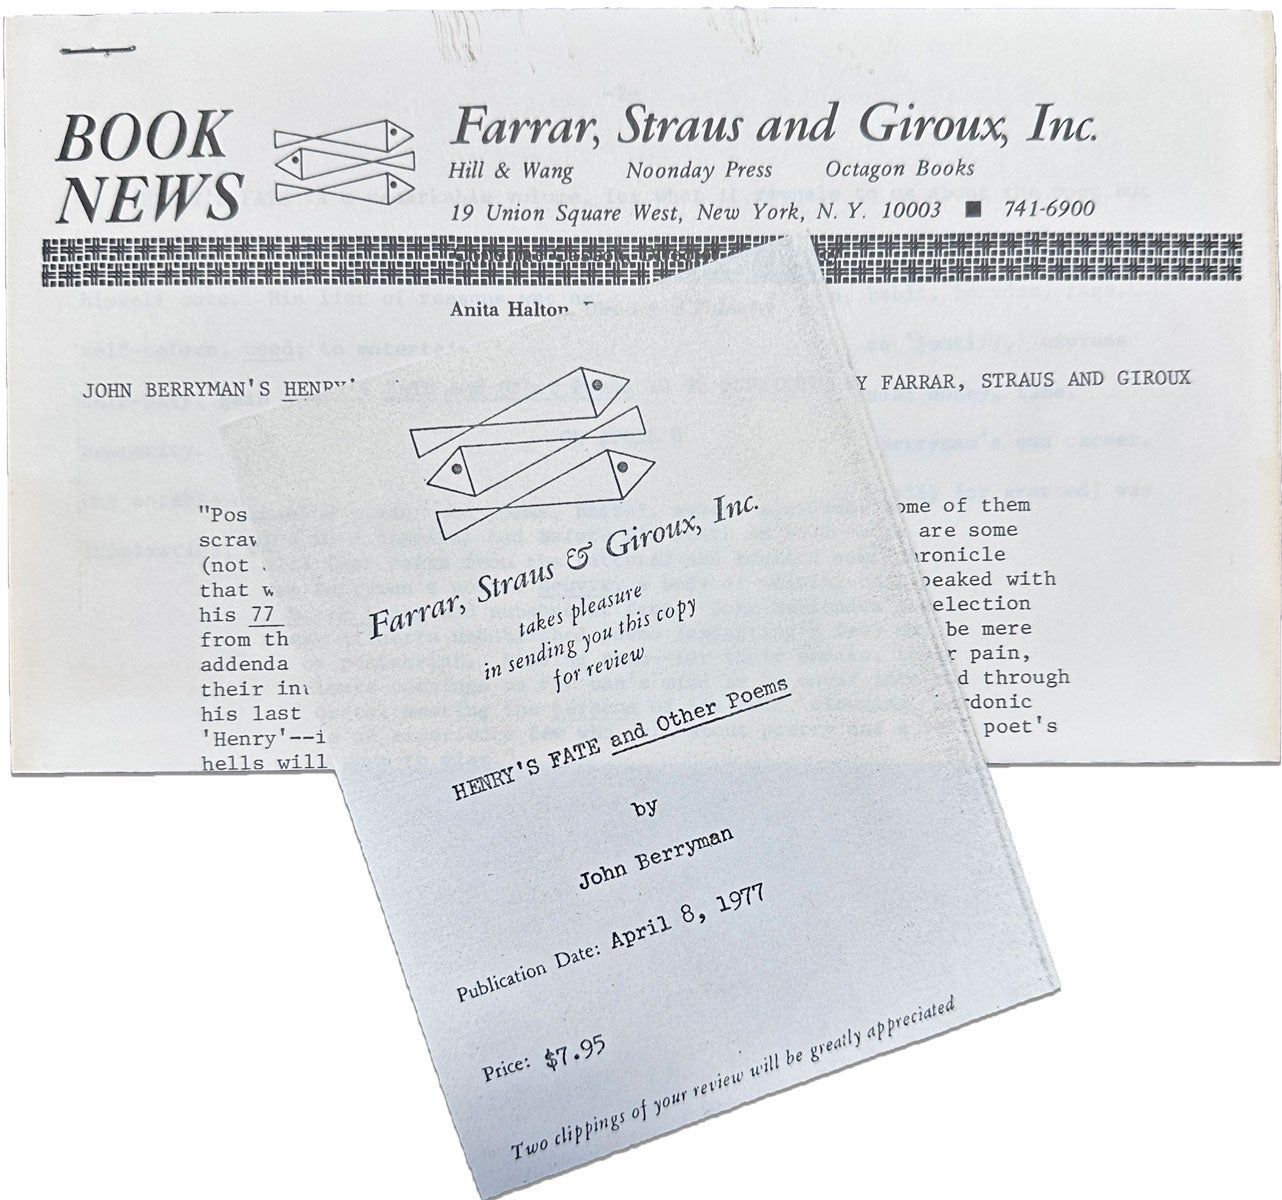 BOOK
NEWS
Farrar, Straus and Giroux, Inc.
Hill & Wang Noonday Press Octagon Books
19 Union Square West, New York, N. Y. 10003 ■ 741-6900
Anita Halton
JOHN BERRYMAN'S HENRY' Y FARRAR, STRAUS AND GIROUX
"Pos ome of them
scraw are some
(not hronicle
that w peaked with
his 77 election
from th be mere
addenda r pain,
their in d through
his last donic
'Henry'--i poet's
hells will
Farrar, Straus & Giroux, Inc.
takes pleasure
in sending you this copy
for review
HENRY'S FATE and Other Poems
by
John Berryman
Publication Date: April 8, 1977
Price: $7.95
Two clippings of your review will be greatly appreciated